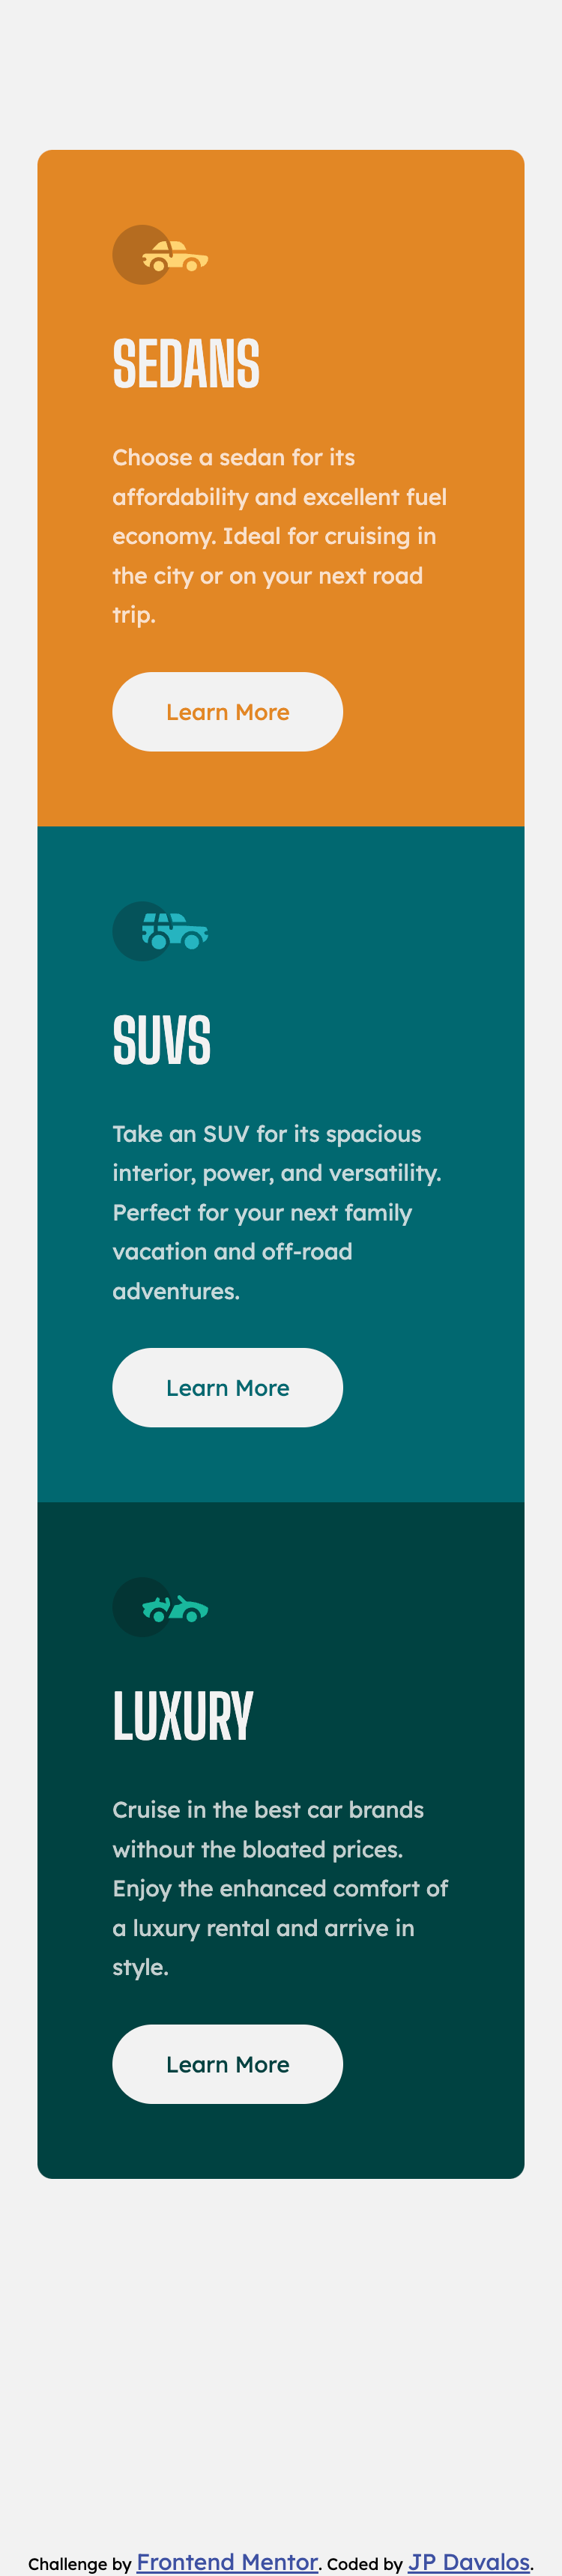 SEDANS
Choose a sedan for its
affordability and excellent fuel
economy. Ideal for cruising in
the city or on your next road
trip.
Learn More
SUVS
Take an SUV for its spacious
interior, power, and versatility.
Perfect for your next family
vacation and off-road
adventures.
Learn More
LUXURY
Cruise in the best car brands
without the bloated prices.
Enjoy the enhanced comfort of
a luxury rental and arrive in
style.
Learn More
Challenge by Frontend Mentor. Coded by JP Davalos.